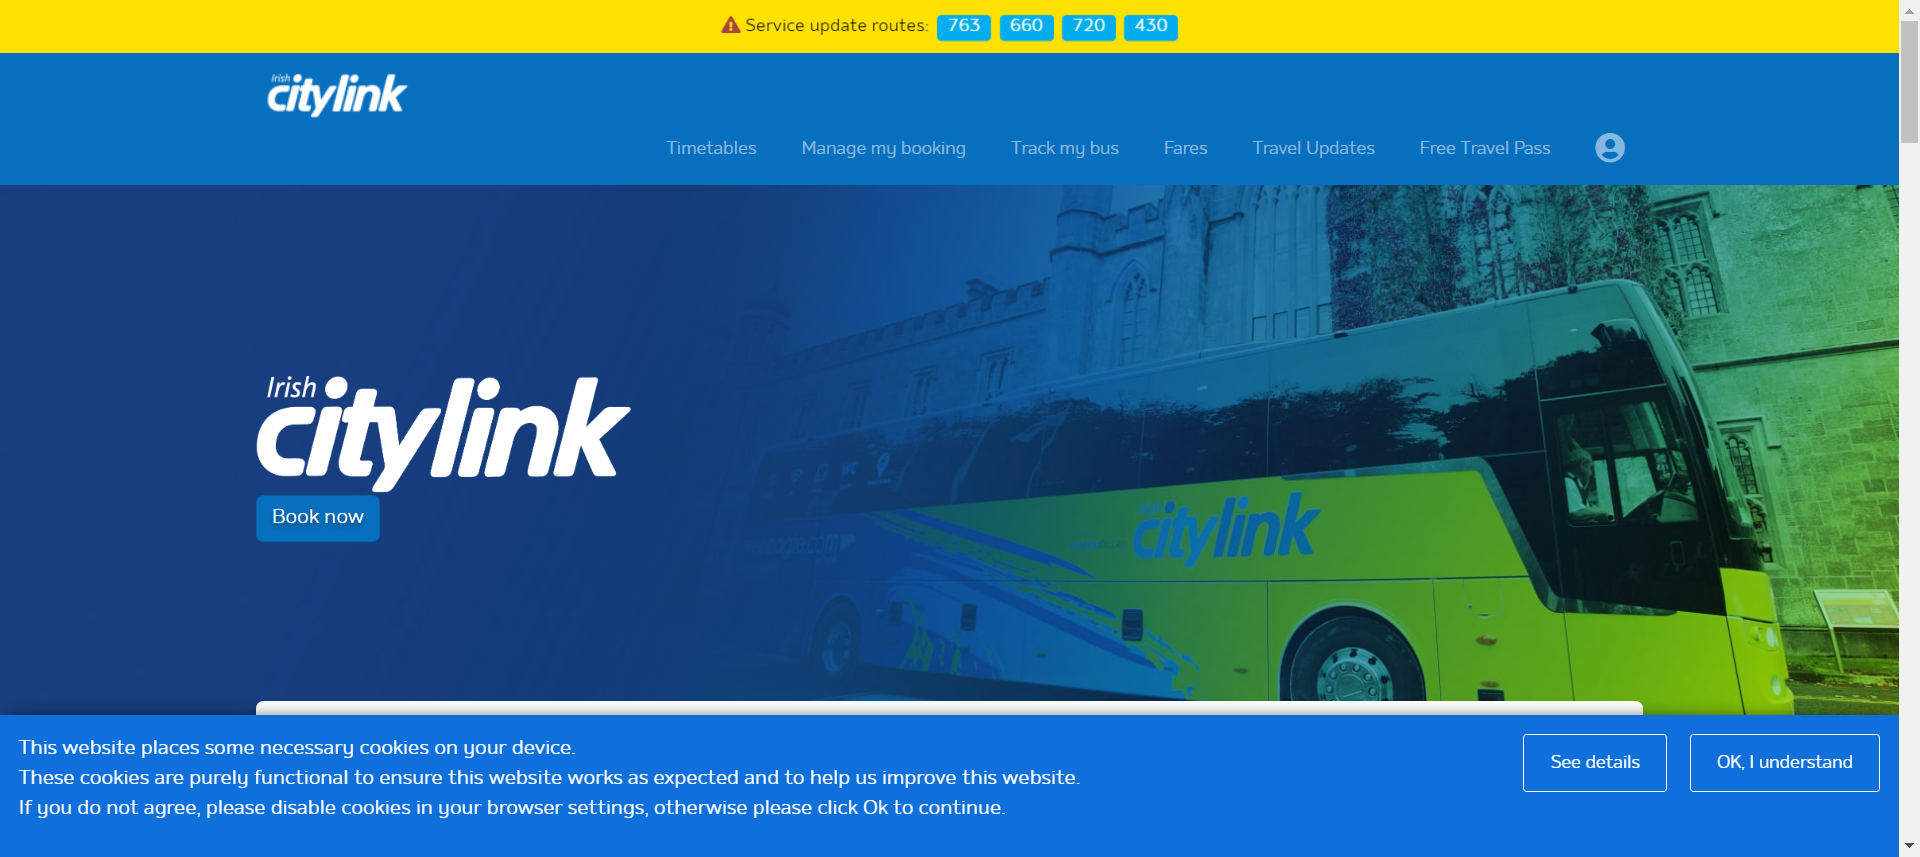 Service update routes: 763 660 720 430
Irish
citylink
Timetables Manage my booking Track my bus Fares Travel Updates Free Travel Pass
Irish
citylink
WC
Irish
citylink
Book now
This website places some necessary cookies on your device.
These cookies are purely functional to ensure this website works as expected and to help us improve this website.
If you do not agree, please disable cookies in your browser settings, otherwise please click Ok to continue.
See details
OK, I understand